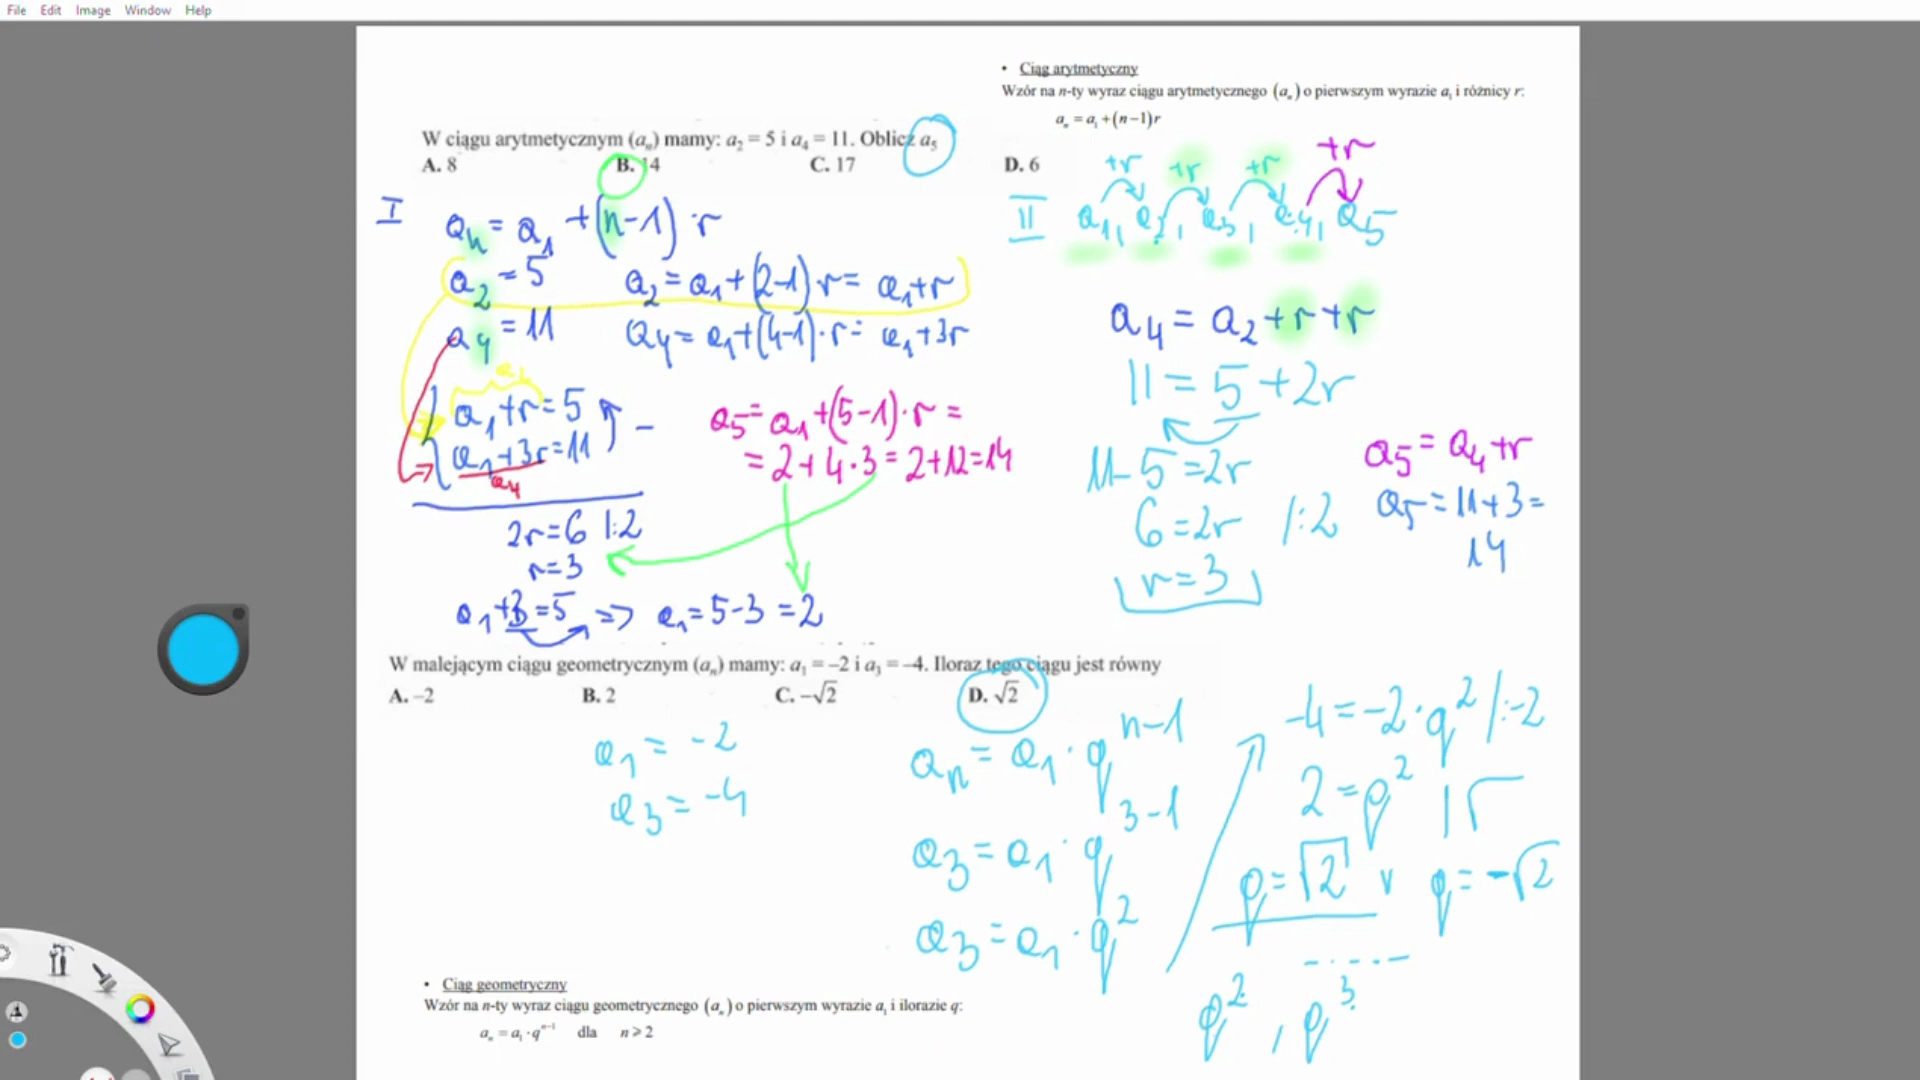 File Edit Image Window Help
• Ciąg arytmetyczny
Wzór na n-ty wyraz ciągu arytmetycznego (aₙ) o pierwszym wyrazie a₁ i różnicy r:
aₙ = a₁ + (n−1)r
W ciągu arytmetycznym (aₙ) mamy: a₂ = 5 i a₄ = 11. Oblicz a₅
A. 8 B. 14 C. 17 D. 6
I
aₙ = a₁ + (n-1) · r
a₂ = 5 a₂ = a₁ + (2-1) · r = a₁ + r
a₄ = 11 a₄ = a₁ + (4-1) · r = a₁ + 3r
a₂
a₁ + r = 5
a₁ + 3r = 11 −
a₄
2r = 6 |:2
r = 3
a₁ + 3 = 5 => a₁ = 5 - 3 = 2
a₅ = a₁ + (5-1) · r =
= 2 + 4 · 3 = 2 + 12 = 14
+r +r +r +r
II a₁, a₂, a₃, a₄, a₅
a₄ = a₂ + r + r
11 = 5 + 2r
11 - 5 = 2r
6 = 2r /:2
r = 3
a₅ = a₄ + r
a₅ = 11 + 3 =
14
W malejącym ciągu geometrycznym (aₙ) mamy: a₁ = −2 i a₃ = −4. Iloraz tego ciągu jest równy
A. −2 B. 2 C. −√2 D. √2
a₁ = -2
a₃ = -4
aₙ = a₁ · qⁿ⁻¹
a₃ = a₁ · q³⁻¹
a₃ = a₁ · q²
-4 = -2 · q² /:-2
2 = q² |√
q = √2 v q = -√2
q², q³
• Ciąg geometryczny
Wzór na n-ty wyraz ciągu geometrycznego (aₙ) o pierwszym wyrazie a₁ i ilorazie q:
aₙ = a₁ · qⁿ⁻¹ dla n ≥ 2